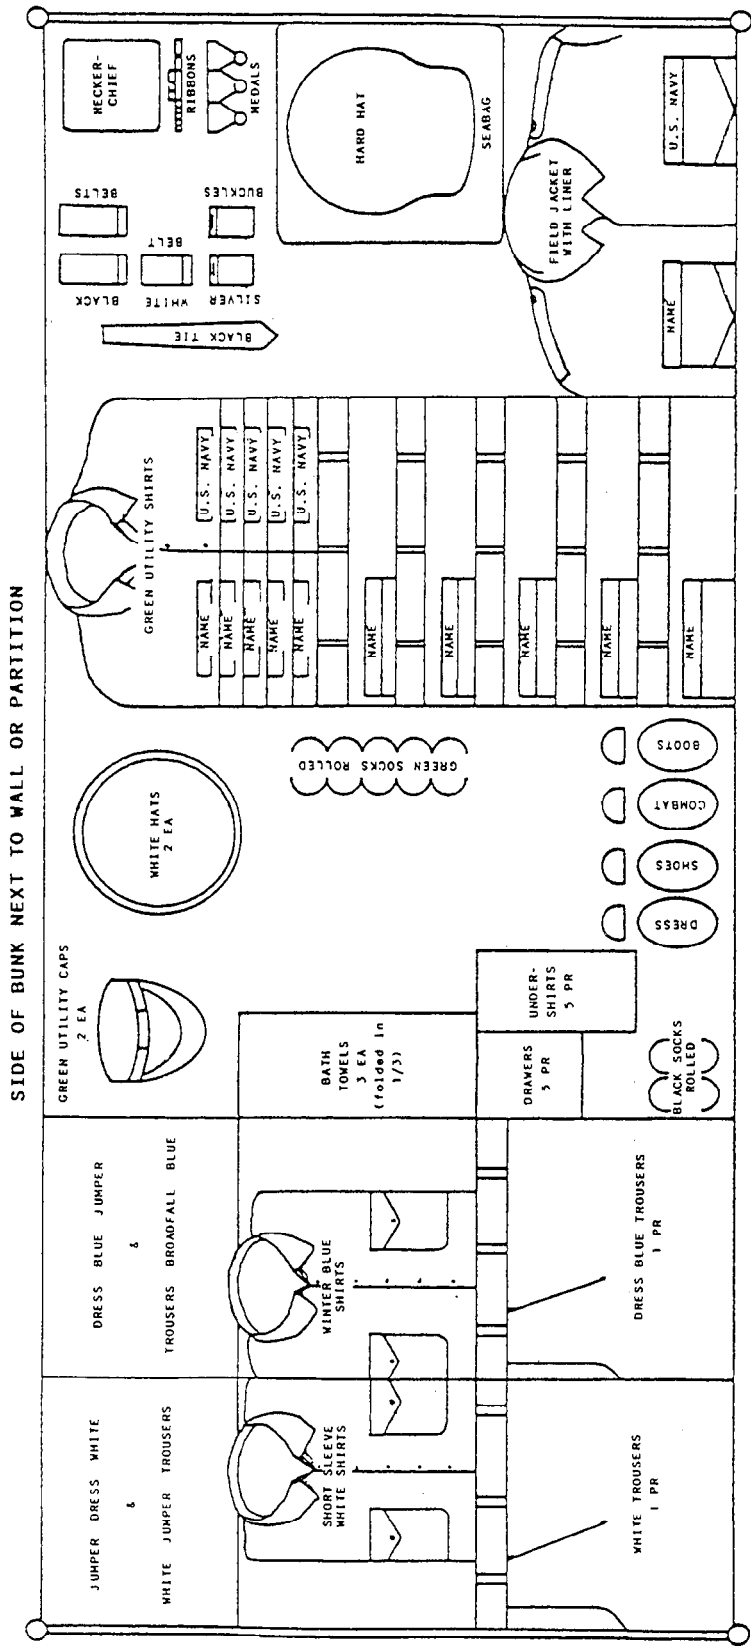 SIDE OF BUNK NEXT TO WALL OR PARTITION
JUMPER DRESS WHITE
&
WHITE JUMPER TROUSERS
DRESS BLUE JUMPER
&
TROUSERS BROADFALL BLUE
GREEN UTILITY CAPS
2 EA
WHITE HATS
2 EA
GREEN UTILITY SHIRTS
NAME
U.S. NAVY
NAME
U.S. NAVY
NAME
U.S. NAVY
NAME
U.S. NAVY
NAME
U.S. NAVY
NAME
NAME
NAME
NAME
NAME
BLACK TIE
BLACK
BELTS
WHITE
BELT
SILVER
BUCKLES
NECKER-
CHIEF
RIBBONS
MEDALS
HARD HAT
SEABAG
FIELD JACKET
WITH LINER
NAME
U.S. NAVY
SHORT SLEEVE
WHITE SHIRTS
WINTER BLUE
SHIRTS
BATH
TOWELS
3 EA
(folded in
1/3)
GREEN SOCKS ROLLED
DRAWERS
5 PR
UNDER-
SHIRTS
5 PR
WHITE TROUSERS
1 PR
DRESS BLUE TROUSERS
1 PR
BLACK SOCKS
ROLLED
DRESS
SHOES
COMBAT
BOOTS